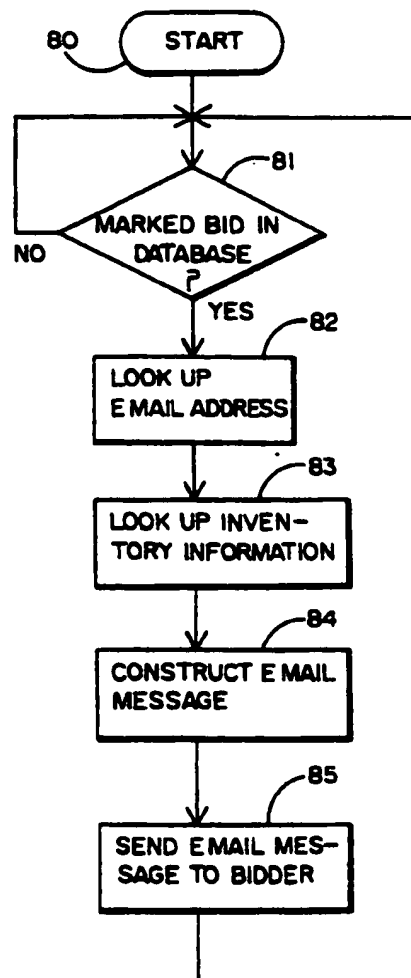 80
START
81
MARKED BID IN
DATABASE
?
NO
YES
82
LOOK UP
E MAIL ADDRESS
83
LOOK UP INVEN-
TORY INFORMATION
84
CONSTRUCT E MAIL
MESSAGE
85
SEND EMAIL MES-
SAGE TO BIDDER